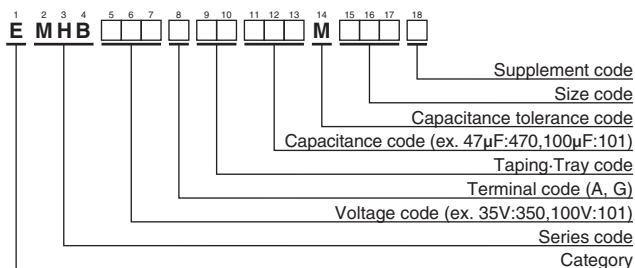 1 2 3 4 5 6 7 8 9 10 11 12 13 14 15 16 17 18
E MHB M
Supplement code
Size code
Capacitance tolerance code
Capacitance code (ex. 47µF:470,100µF:101)
Taping·Tray code
Terminal code (A, G)
Voltage code (ex. 35V:350,100V:101)
Series code
Category